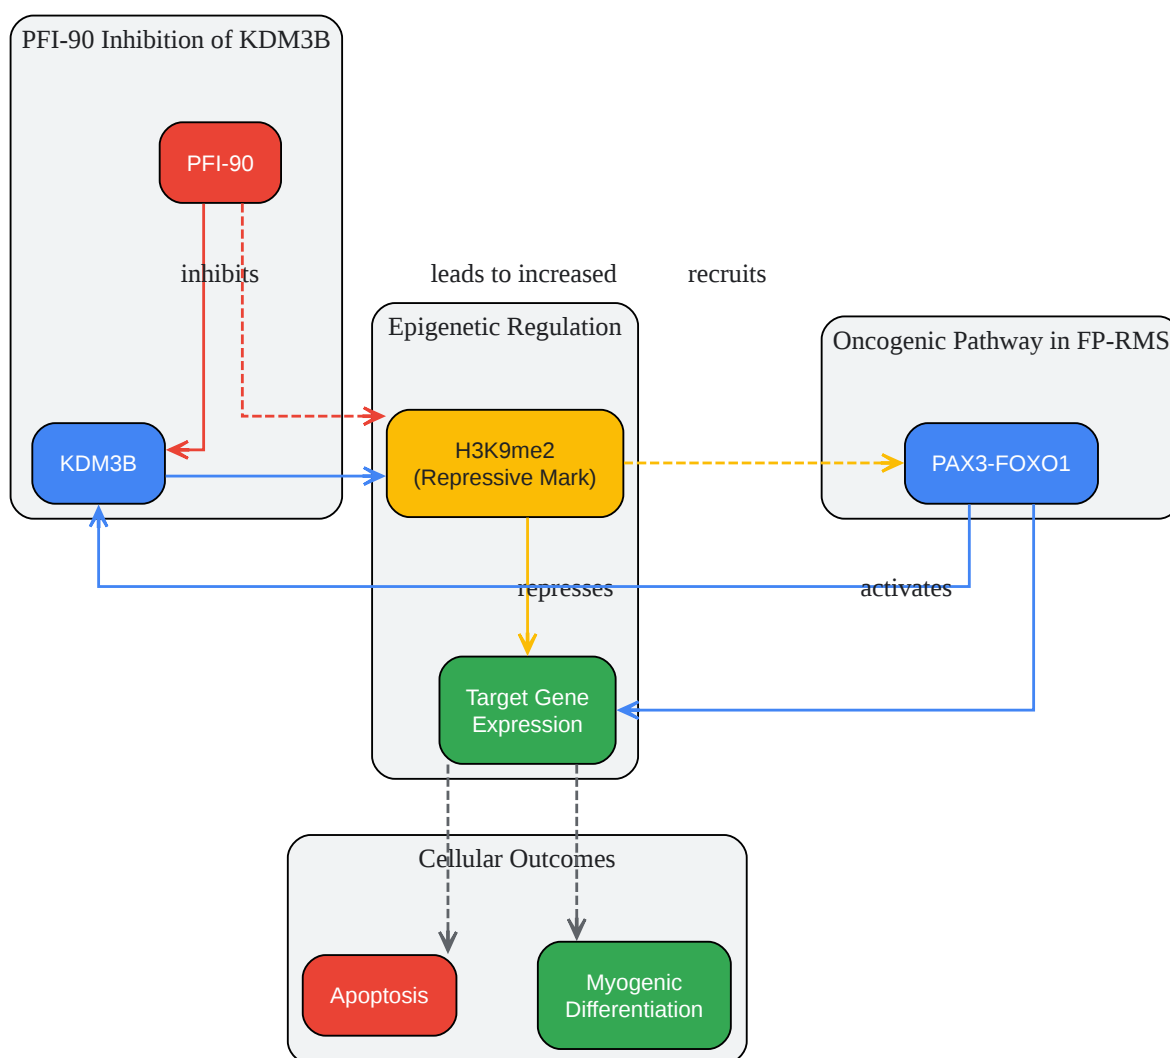 PFI-90 Inhibition of KDM3B
PFI-90
inhibits
leads to increased
recruits
Epigenetic Regulation
Oncogenic Pathway in FP-RMS
KDM3B
H3K9me2
(Repressive Mark)
PAX3-FOXO1
represses
activates
Target Gene
Expression
Cellular Outcomes
Apoptosis
Myogenic
Differentiation